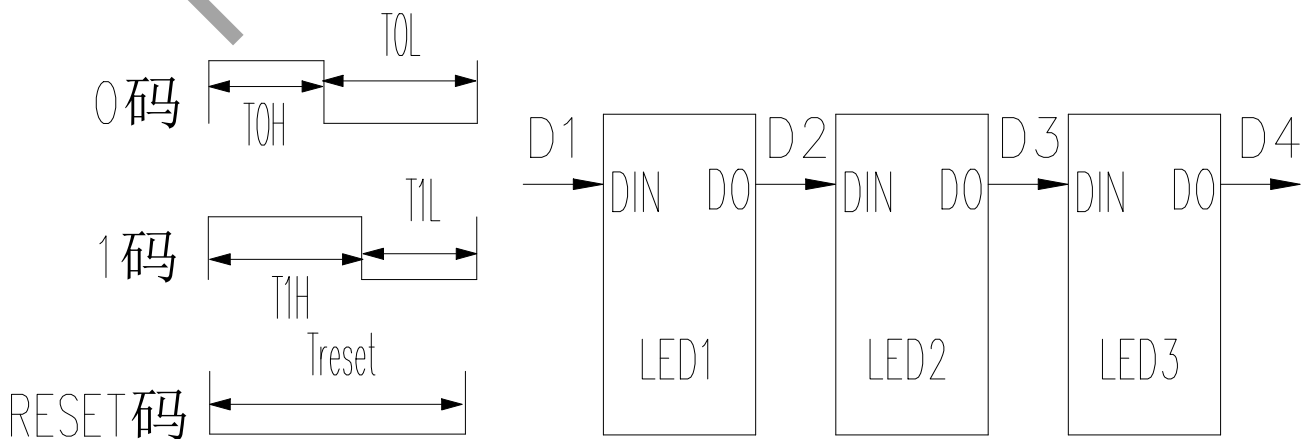 0码
T0H
T0L
1码
T1H
T1L
RESET码
Treset
D1
DIN
DO
LED1
D2
DIN
DO
LED2
D3
DIN
DO
LED3
D4